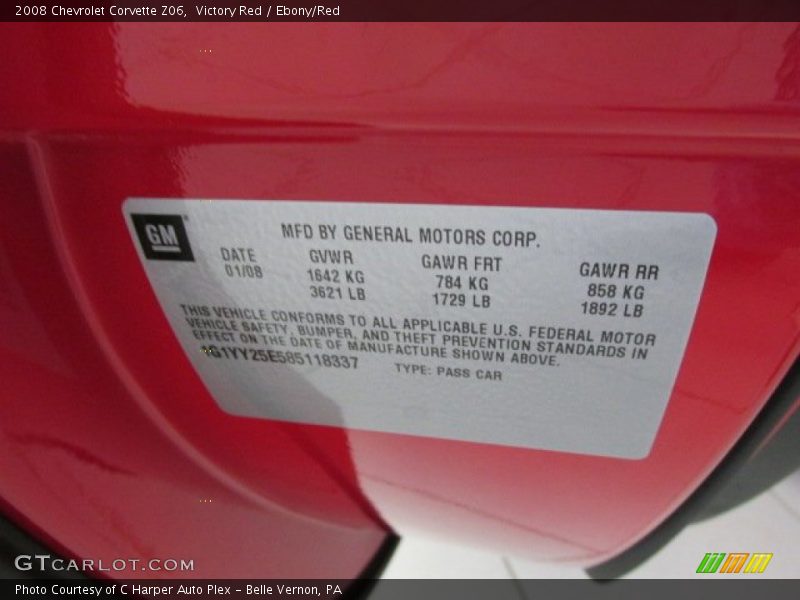 2008 Chevrolet Corvette Z06,  Victory Red / Ebony/Red
GM
MFD BY GENERAL MOTORS CORP.
DATE GVWR GAWR FRT GAWR RR
01/08 1642 KG 784 KG 858 KG
3621 LB 1729 LB 1892 LB
THIS VEHICLE CONFORMS TO ALL APPLICABLE U.S. FEDERAL MOTOR
VEHICLE SAFETY, BUMPER, AND THEFT PREVENTION STANDARDS IN
EFFECT ON THE DATE OF MANUFACTURE SHOWN ABOVE.
*1G1YY25E585118337 TYPE: PASS CAR
GTCARLOT.COM
Photo Courtesy of C Harper Auto Plex – Belle Vernon, PA